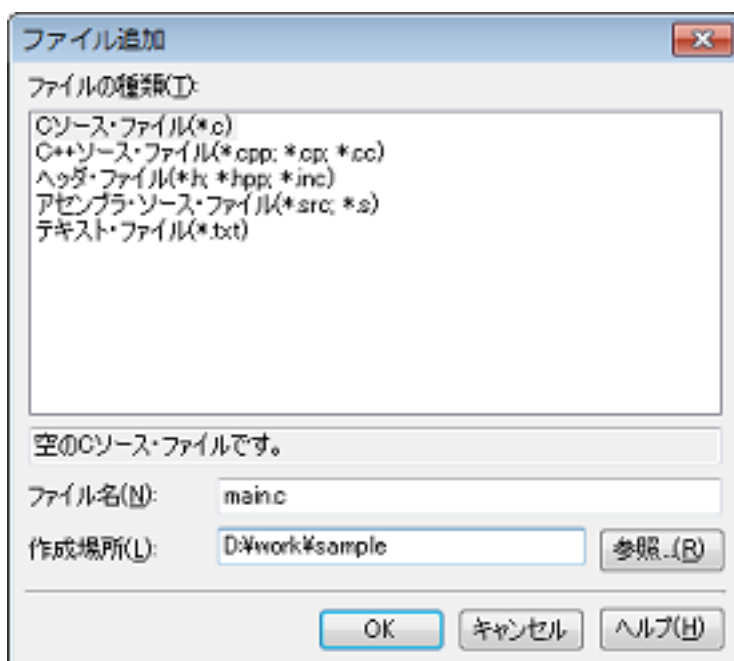 ファイル追加
ファイルの種類(T):
Cソース・ファイル(*.c)
C++ソース・ファイル(*.cpp; *.cp; *.cc)
ヘッダ・ファイル(*.h; *.hpp; *.inc)
アセンブラ・ソース・ファイル(*.src; *.s)
テキスト・ファイル(*.txt)
空のCソース・ファイルです。
ファイル名(N):
main.c
作成場所(L):
D:¥work¥sample
参照...(R)
OK
キャンセル
ヘルプ(H)